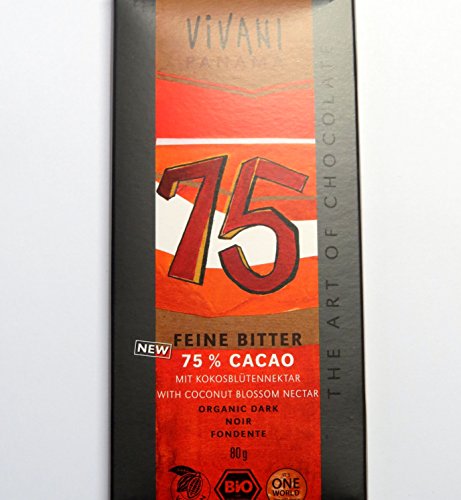 ViVANi
PANAMA
75
THE ART OF CHOCOLATE
NEW
FEINE BITTER
75 % CACAO
MIT KOKOSBLÜTENNEKTAR
WITH COCONUT BLOSSOM NECTAR
ORGANIC DARK
NOIR
FONDENTE
80g
BIO
ONE
WORLD